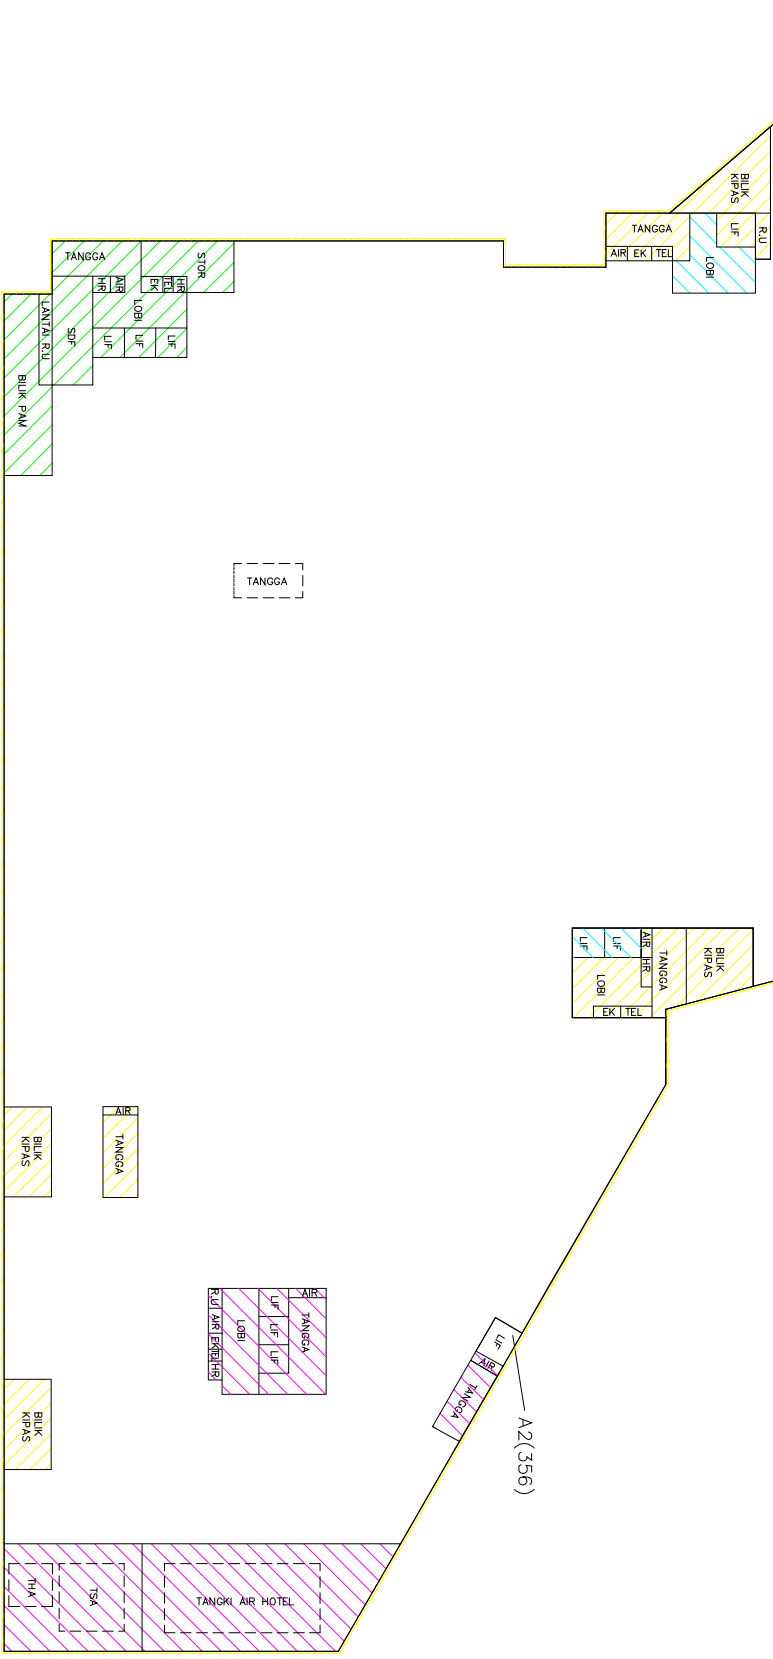 BILIK
KIPAS
TANGGA
LIF
R.U
AIR
EK
TEL
LOBI
TANGGA
STOR
HR
AIR
EK
TEL
HR
LOBI
LANTAI R.U
SDF
LIF
LIF
LIF
BILIK PAM
TANGGA
LIF
LIF
AIR
HR
TANGGA
BILIK
KIPAS
LOBI
EK
TEL
AIR
TANGGA
BILIK
KIPAS
R.U
AIR
EK
TEL
HR
LOBI
LIF
LIF
LIF
AIR
TANGGA
LIF
AIR
TANGGA
A2(356)
BILIK
KIPAS
THA
TSA
TANGKI AIR HOTEL